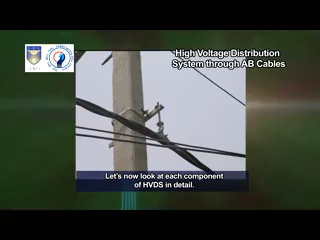 High Voltage Distribution
System through AB Cables
Let's now look at each component
of HVDS in detail.